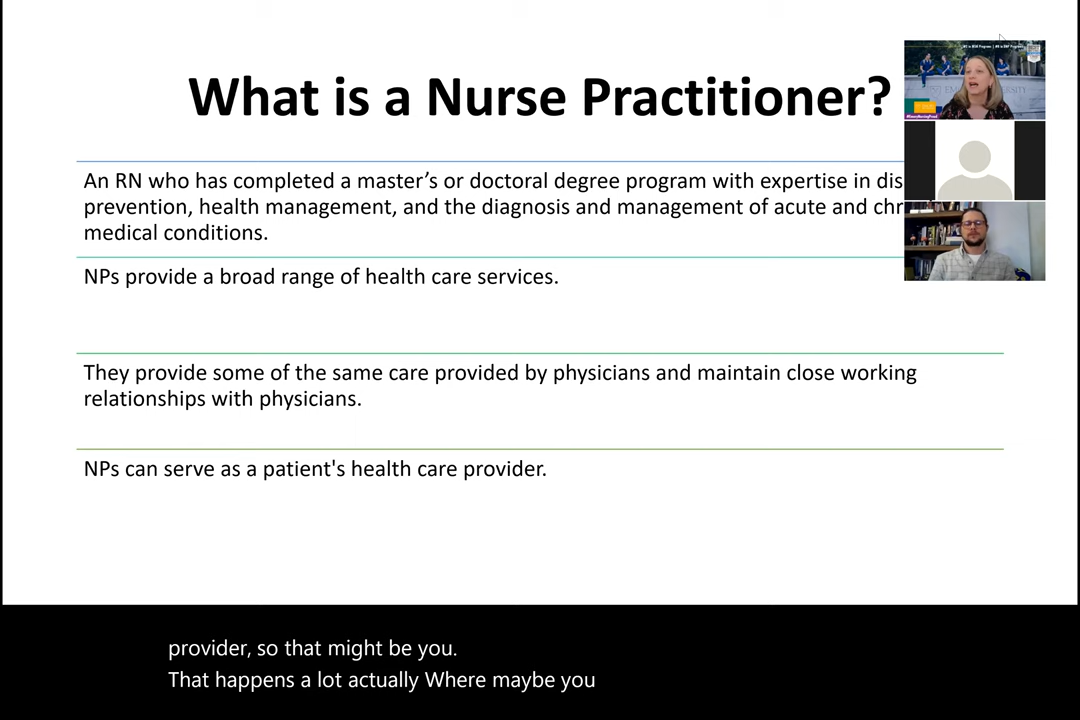 What is a Nurse Practitioner?
An RN who has completed a master's or doctoral degree program with expertise in dis
prevention, health management, and the diagnosis and management of acute and chr
medical conditions.
NPs provide a broad range of health care services.
They provide some of the same care provided by physicians and maintain close working
relationships with physicians.
NPs can serve as a patient's health care provider.
provider, so that might be you.
That happens a lot actually Where maybe you